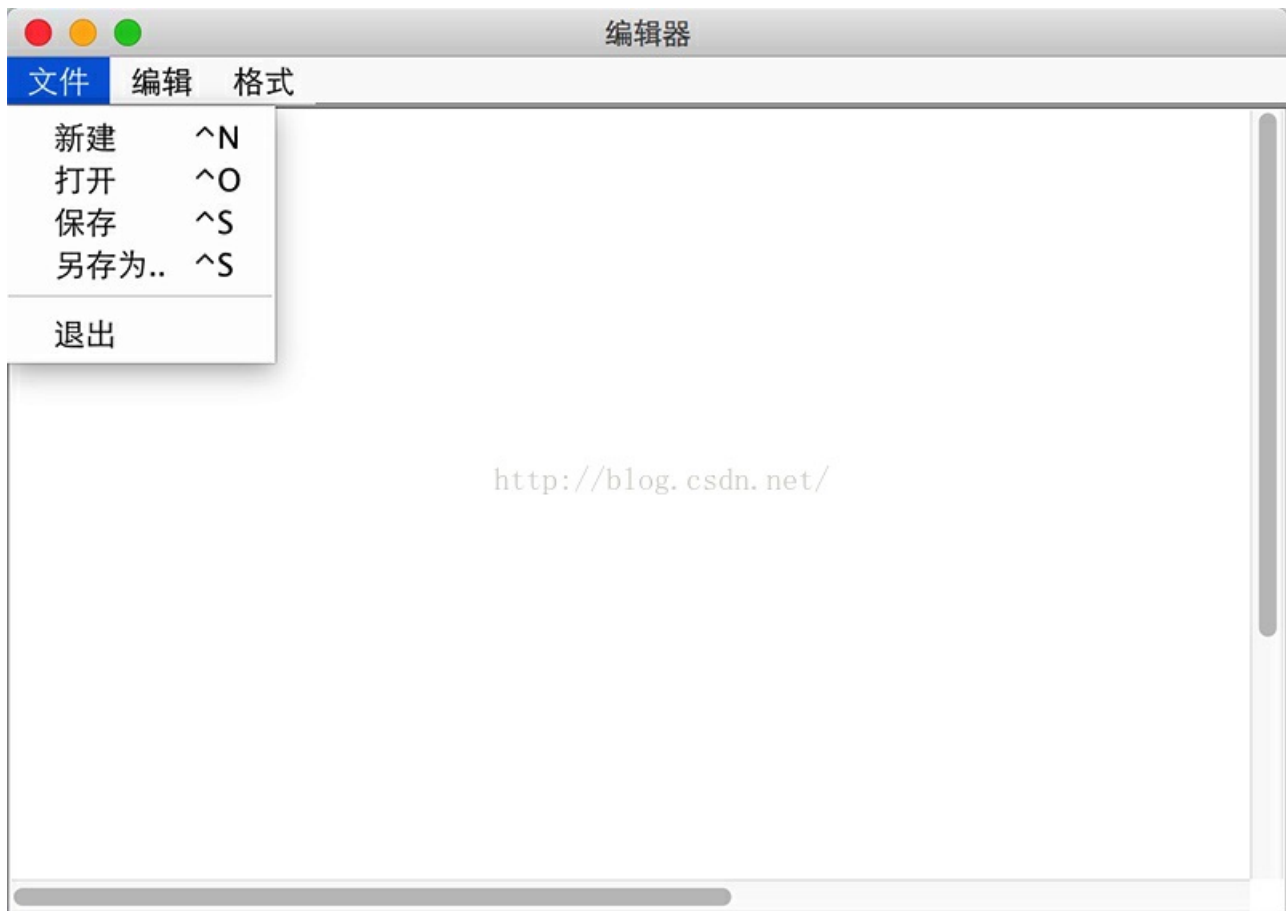 编辑器
文件 编辑 格式
新建 ^N
打开 ^O
保存 ^S
另存为.. ^S
退出
http://blog.csdn.net/